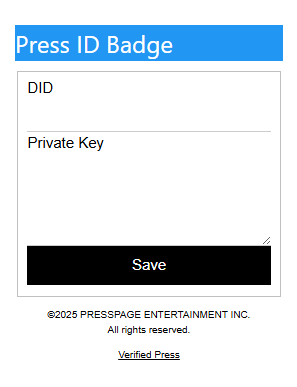 Press ID Badge
DID
Private Key
Save
©2025 PRESSPAGE ENTERTAINMENT INC.
All rights reserved.
Verified Press